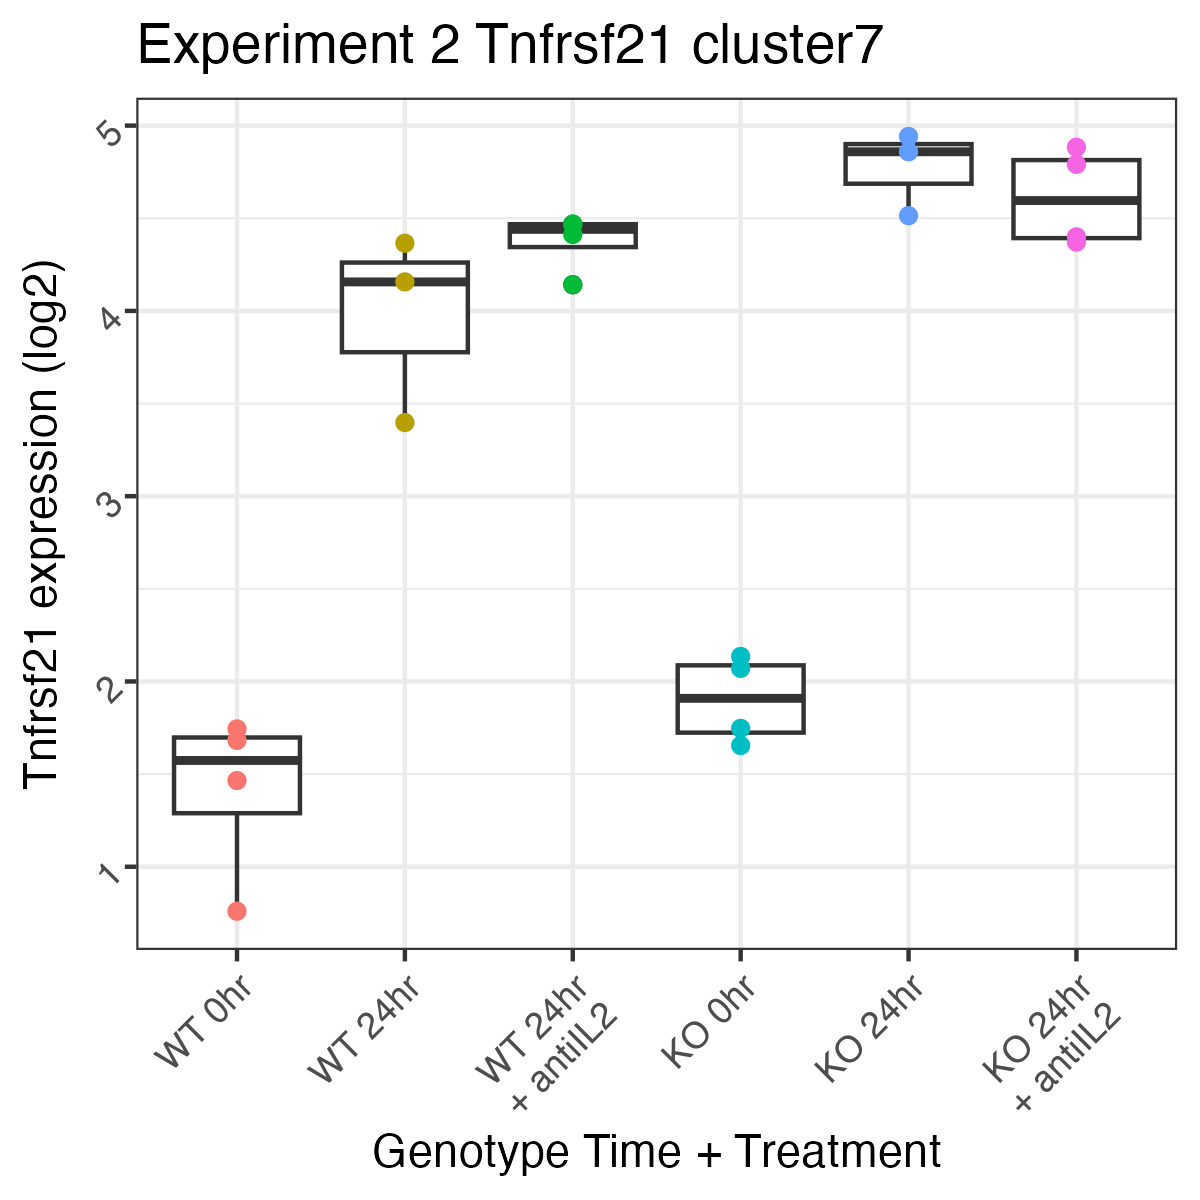 Experiment 2 Tnfrsf21 cluster7
Tnfrsf21 expression (log2)
5
4
3
2
1
WT 0hr
WT 24hr
WT 24hr
+ antiIL2
KO 0hr
KO 24hr
KO 24hr
+ antiIL2
Genotype Time + Treatment